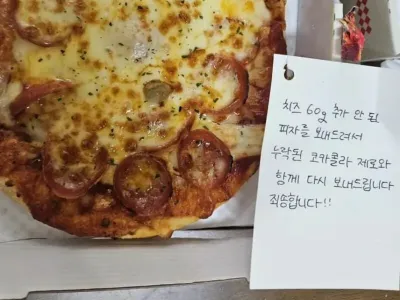 치즈 60g 추가 안 된
피자를 보내드려서
누락된 코카콜라 제로와
함께 다시 보내드립니다
죄송합니다!!